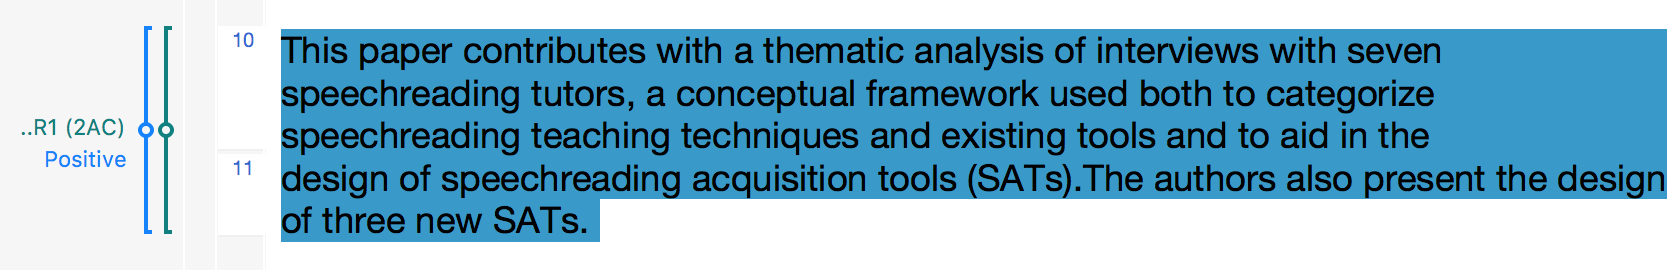 10
This paper contributes with a thematic analysis of interviews with seven
speechreading tutors, a conceptual framework used both to categorize
..R1 (2AC)
speechreading teaching techniques and existing tools and to aid in the
Positive
11
design of speechreading acquisition tools (SATs).The authors also present the design
of three new SATs.